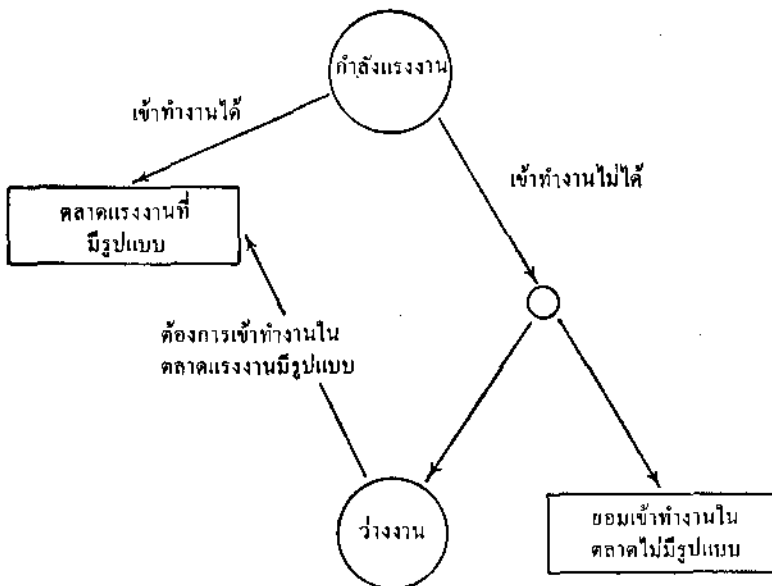 กำลังแรงงาน
เข้าทำงานได้
เข้าทำงานไม่ได้
ตลาดแรงงานที่
มีรูปแบบ
ต้องการเข้าทำงานใน
ตลาดแรงงานมีรูปแบบ
ว่างงาน
ยอมเข้าทำงานใน
ตลาดไม่มีรูปแบบ